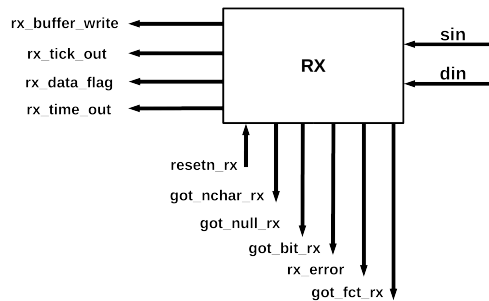 rx_buffer_write
rx_tick_out
rx_data_flag
rx_time_out
RX
sin
din
resetn_rx
got_nchar_rx
got_null_rx
got_bit_rx
rx_error
got_fct_rx